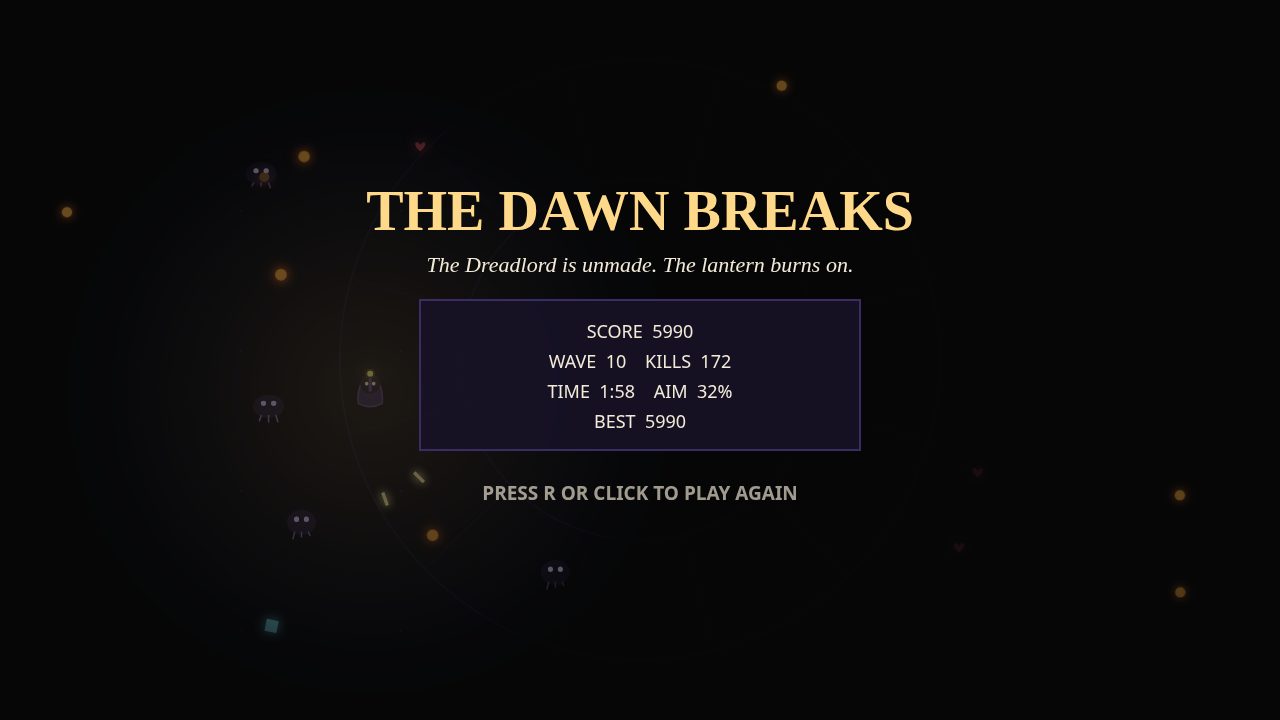 THE DAWN BREAKS
The Dreadlord is unmade. The lantern burns on.
SCORE 5990
WAVE 10 KILLS 172
TIME 1:58 AIM 32%
BEST 5990
PRESS R OR CLICK TO PLAY AGAIN